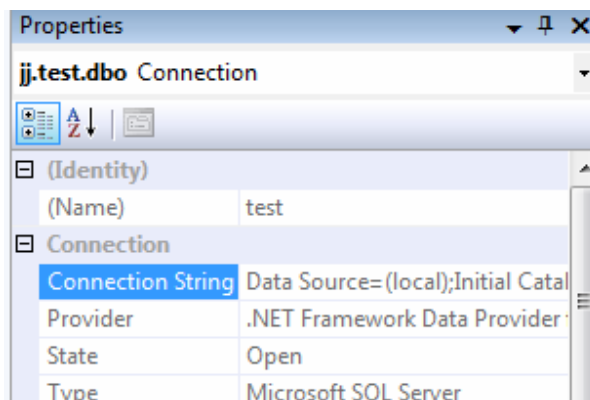 Properties
jj.test.dbo Connection
(Identity)
(Name) test
Connection
Connection String Data Source=(local);Initial Catal
Provider .NET Framework Data Provider
State Open
Type Microsoft SQL Server